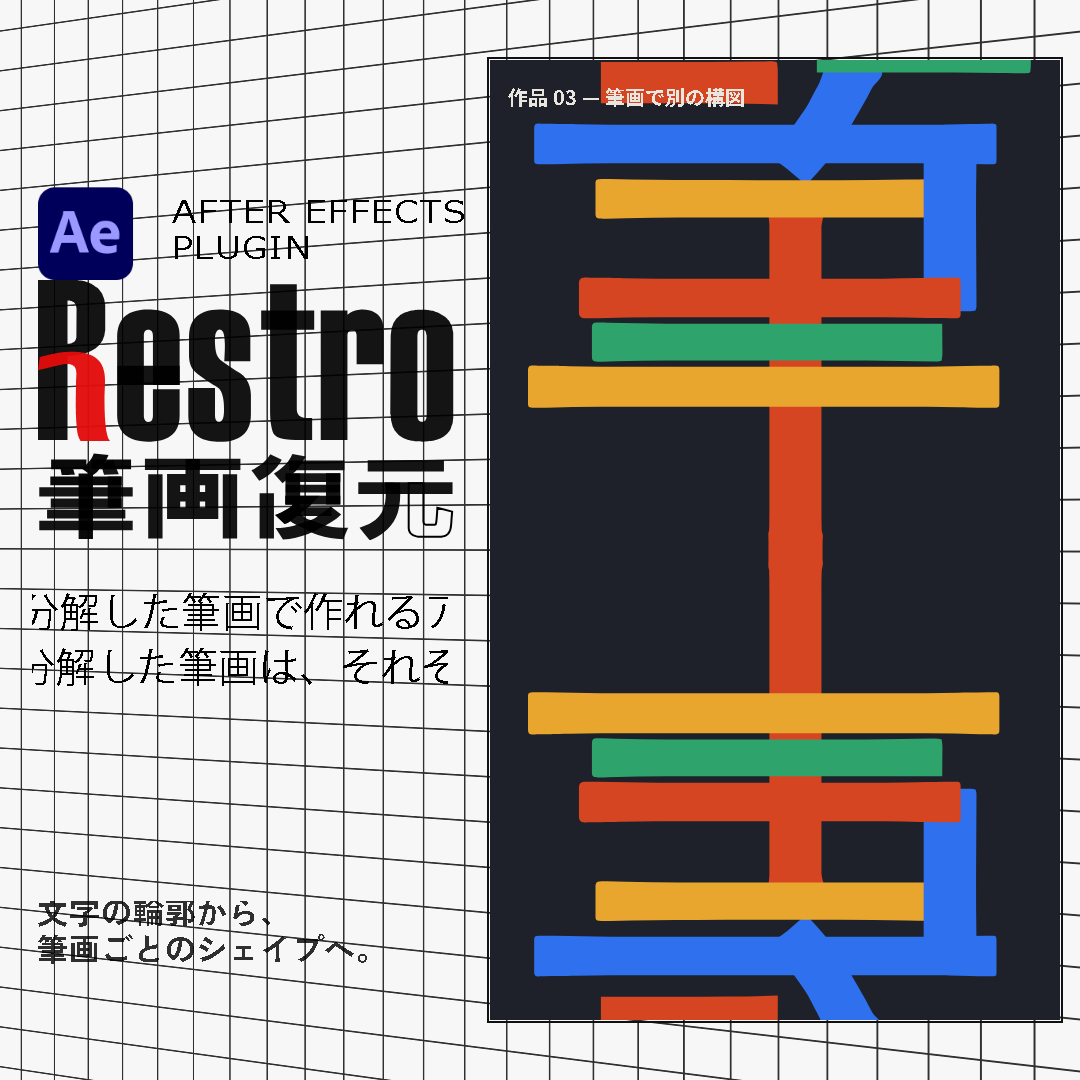 作品 03 — 筆画で別の構図
Ae
AFTER EFFECTS
PLUGIN
Restro
筆画復元
分解した筆画で作れる
分解した筆画は、それぞ
文字の輪郭から、
筆画ごとのシェイプへ。